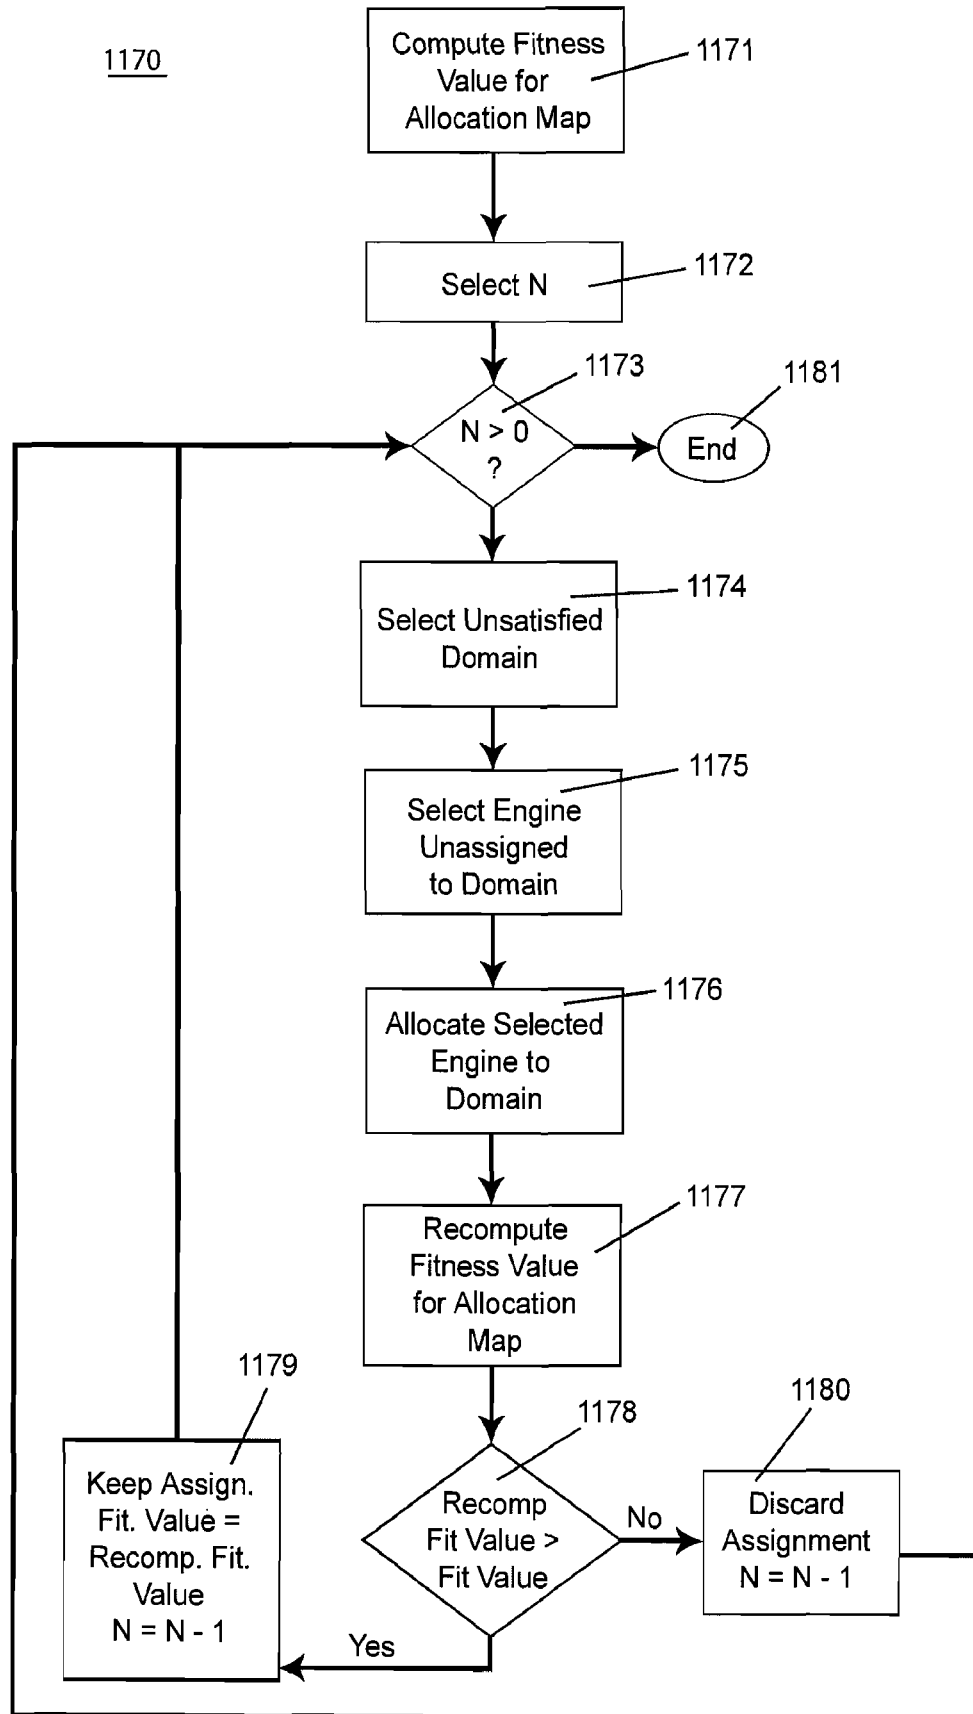 1170
Compute Fitness
Value for
Allocation Map
1171
Select N
1172
1173
N > 0
?
1181
End
1174
Select Unsatisfied
Domain
1175
Select Engine
Unassigned
to Domain
1176
Allocate Selected
Engine to
Domain
1177
Recompute
Fitness Value
for Allocation
Map
1178
Recomp
Fit Value >
Fit Value
No
Yes
1179
Keep Assign.
Fit. Value =
Recomp. Fit.
Value
N = N - 1
1180
Discard
Assignment
N = N - 1